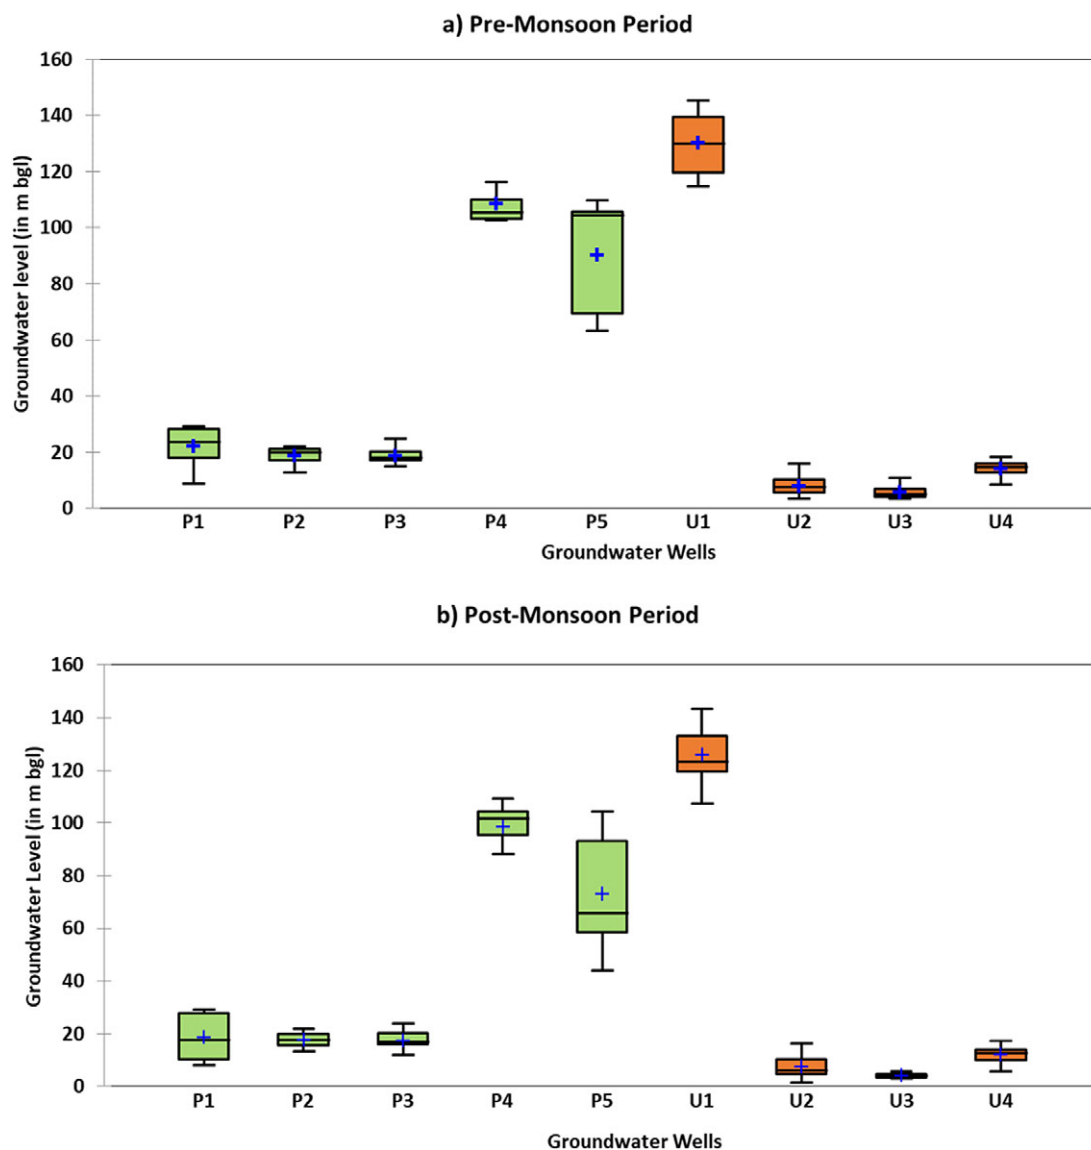 a) Pre-Monsoon Period
Groundwater level (in m bgl)
160
140
120
100
80
60
40
20
0
P1 P2 P3 P4 P5 U1 U2 U3 U4
Groundwater Wells
b) Post-Monsoon Period
Groundwater Level (in m bgl)
160
140
120
100
80
60
40
20
0
P1 P2 P3 P4 P5 U1 U2 U3 U4
Groundwater Wells